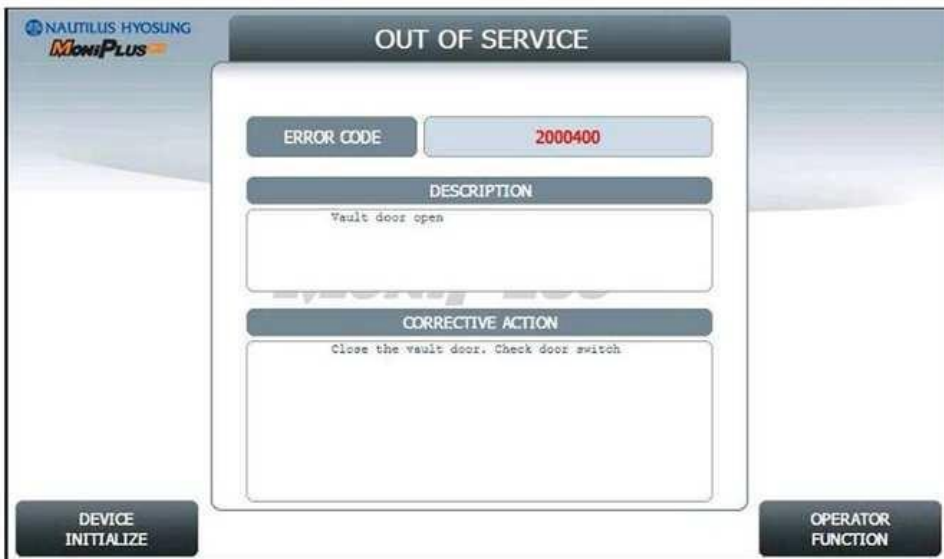 NAUTILUS HYOSUNG
MONIPLUS
OUT OF SERVICE
ERROR CODE
2000400
DESCRIPTION
Vault door open
CORRECTIVE ACTION
Close the vault door. Check door switch
DEVICE
INITIALIZE
OPERATOR
FUNCTION